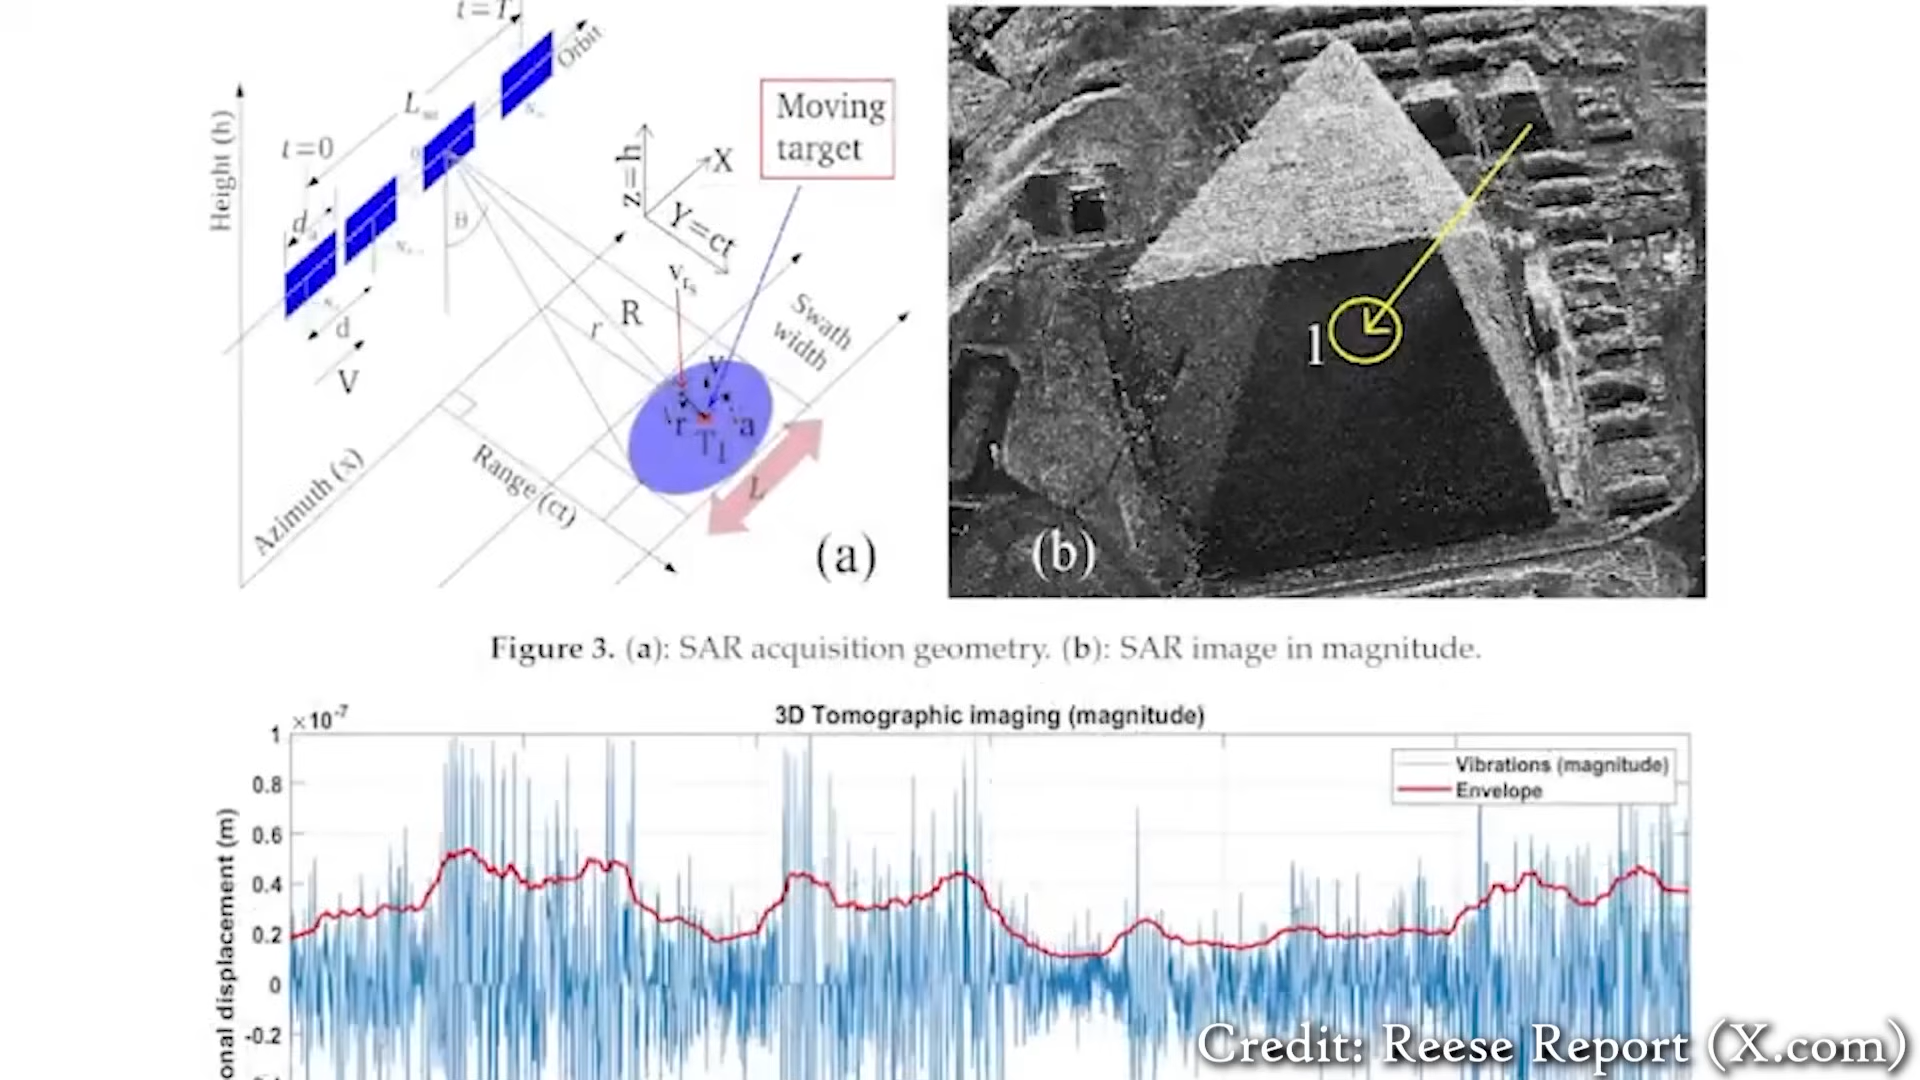 t=T
Orbit
L
t=0
Height (h)
d
d
V
θ
z=h
X
Y=ct
Moving
target
R
r
V
r
a
T1
L
Swath
width
Azimuth (x)
Range (ct)
(a)
1
(b)
Figure 3. (a): SAR acquisition geometry. (b): SAR image in magnitude.
3D Tomographic imaging (magnitude)
×10-7
1
0.8
0.6
0.4
0.2
0
-0.2
onal displacement (m)
Vibrations (magnitude)
Envelope
Credit: Reese Report (X.com)